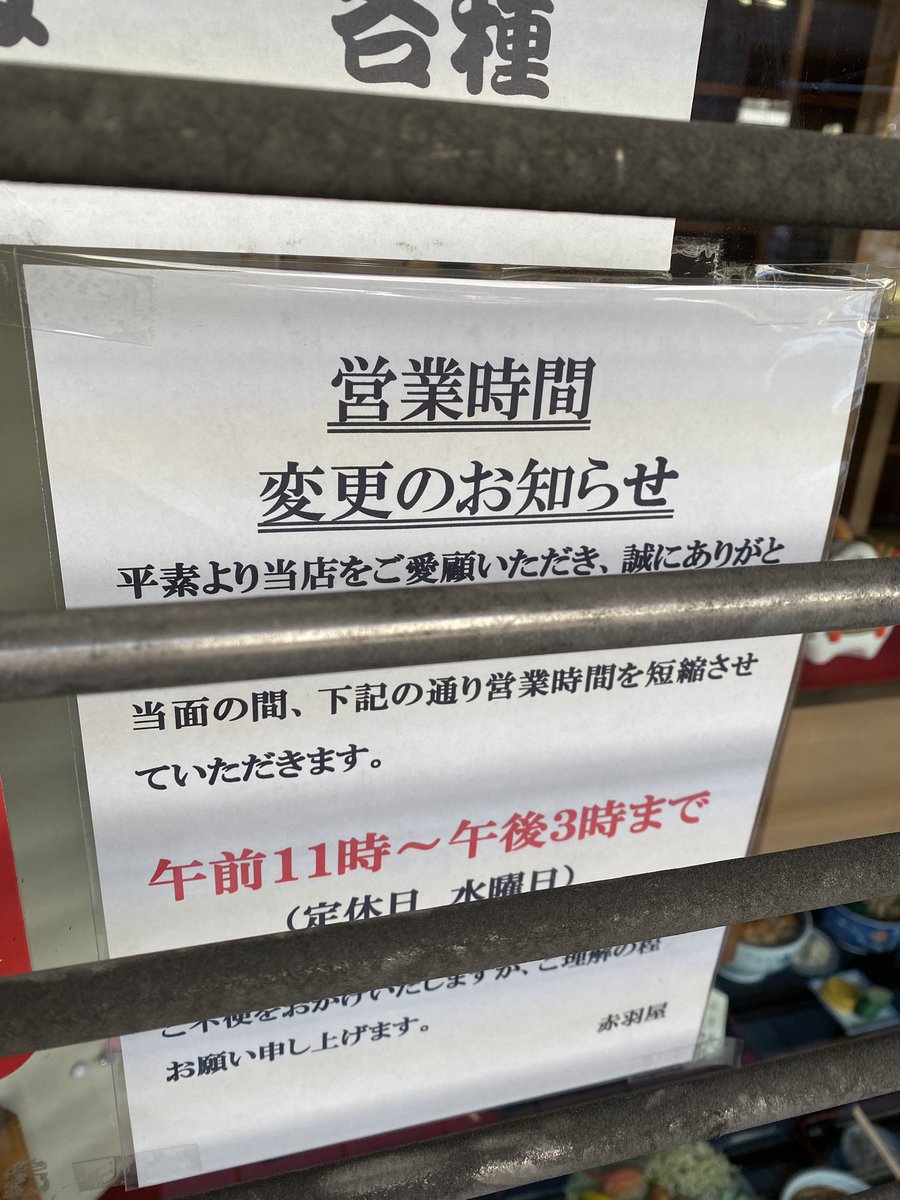 各種
営業時間
変更のお知らせ
平素より当店をご愛顧いただき、誠にありがと
当面の間、下記の通り営業時間を短縮させ
ていただきます。
午前11時～午後3時まで
（定休日 水曜日）
ご不便をおかけいたしますが、ご理解の程
お願い申し上げます。
赤羽屋